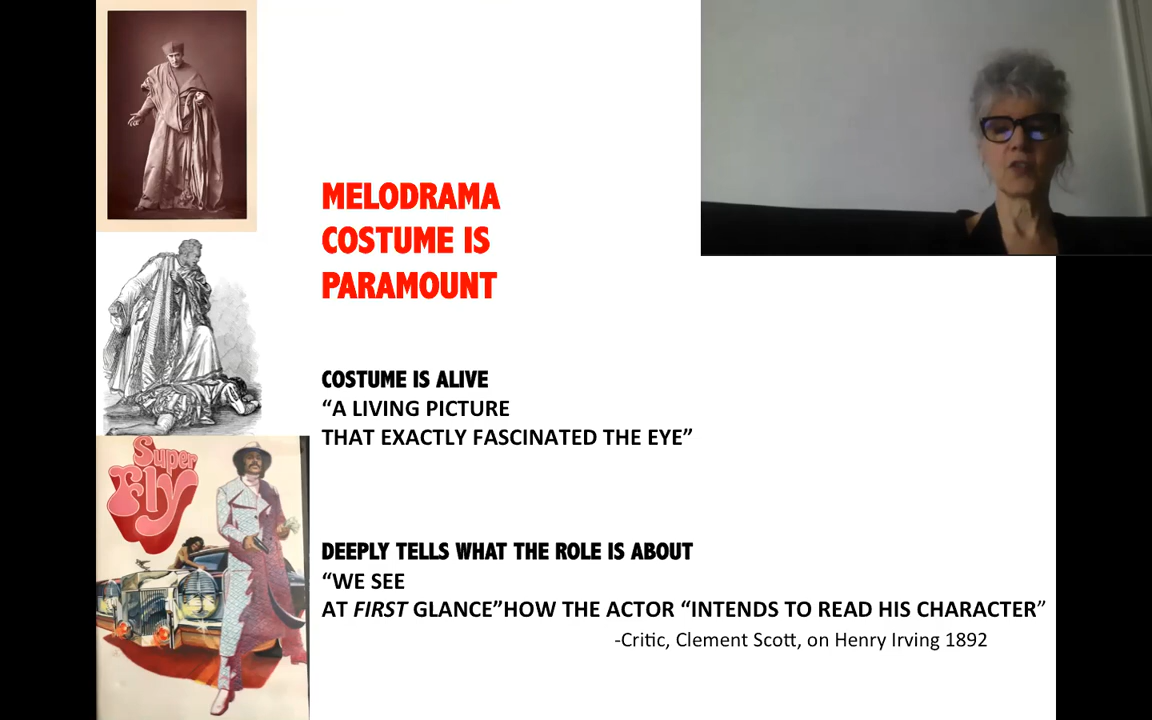 MELODRAMA
COSTUME IS
PARAMOUNT
COSTUME IS ALIVE
“A LIVING PICTURE
THAT EXACTLY FASCINATED THE EYE”
Super
Fly
DEEPLY TELLS WHAT THE ROLE IS ABOUT
“WE SEE
AT FIRST GLANCE”HOW THE ACTOR “INTENDS TO READ HIS CHARACTER”
-Critic, Clement Scott, on Henry Irving 1892